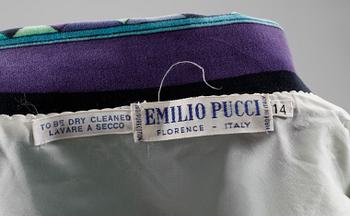 TO BE DRY CLEANED
LAVARE A SECCO
EMILIO PUCCI
FLORENCE - ITALY
14